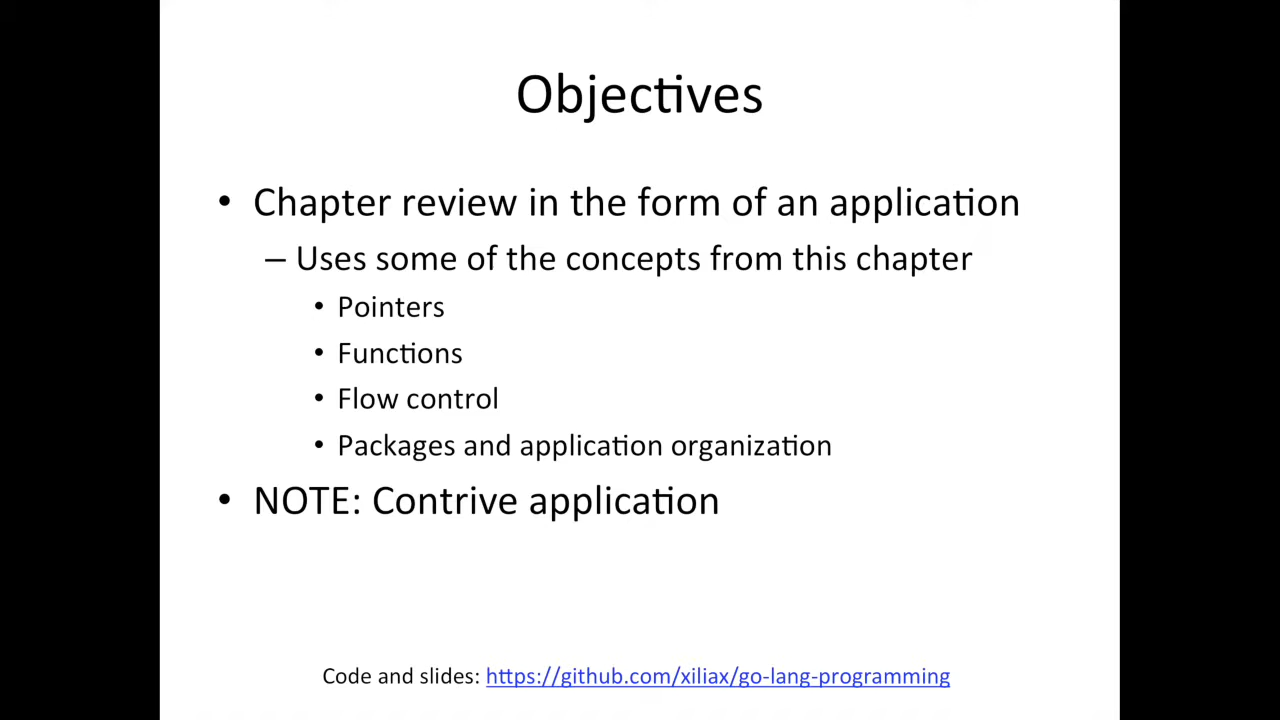 Objectives
• Chapter review in the form of an application
– Uses some of the concepts from this chapter
• Pointers
• Functions
• Flow control
• Packages and application organization
• NOTE: Contrive application
Code and slides: https://github.com/xiliax/go-lang-programming